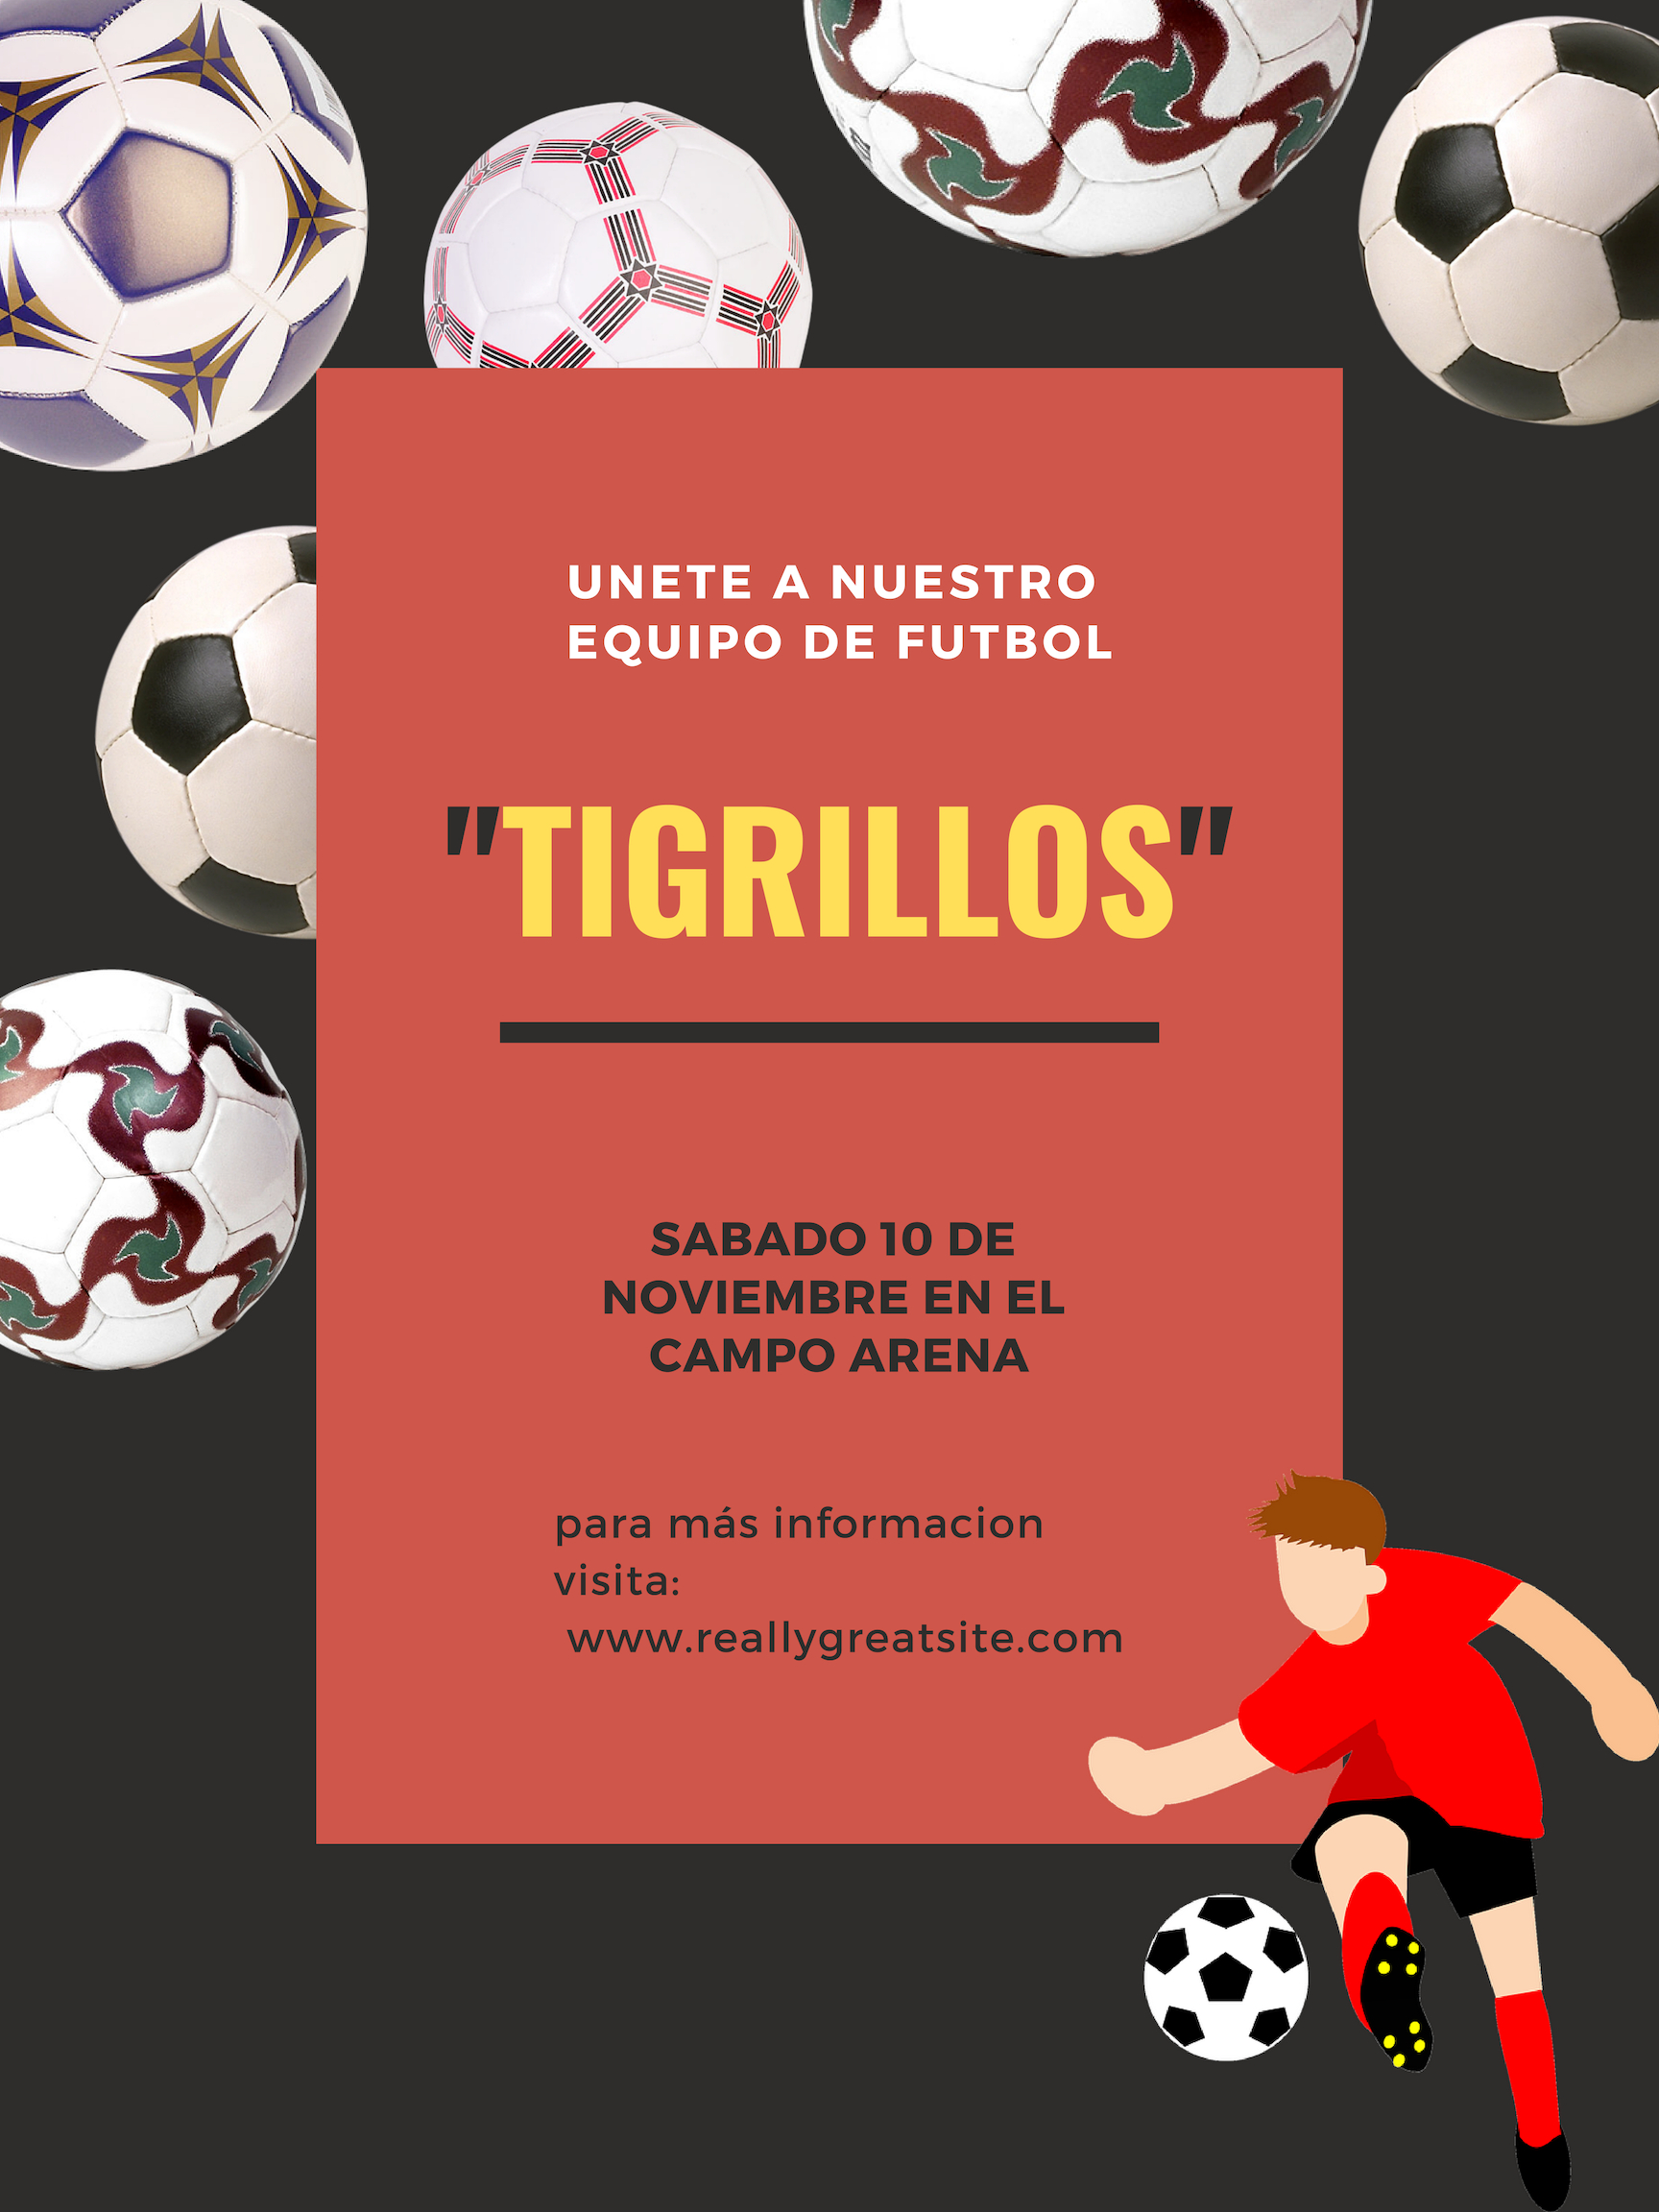 UNETE A NUESTRO
EQUIPO DE FUTBOL
"TIGRILLOS"
SABADO 10 DE
NOVIEMBRE EN EL
CAMPO ARENA
para más informacion
visita:
www.reallygreatsite.com